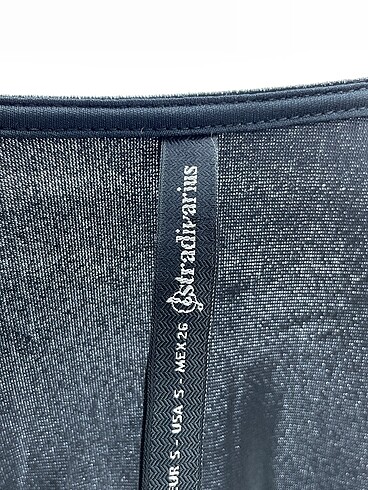 stradivarius
EUR S - USA S - MEX 26